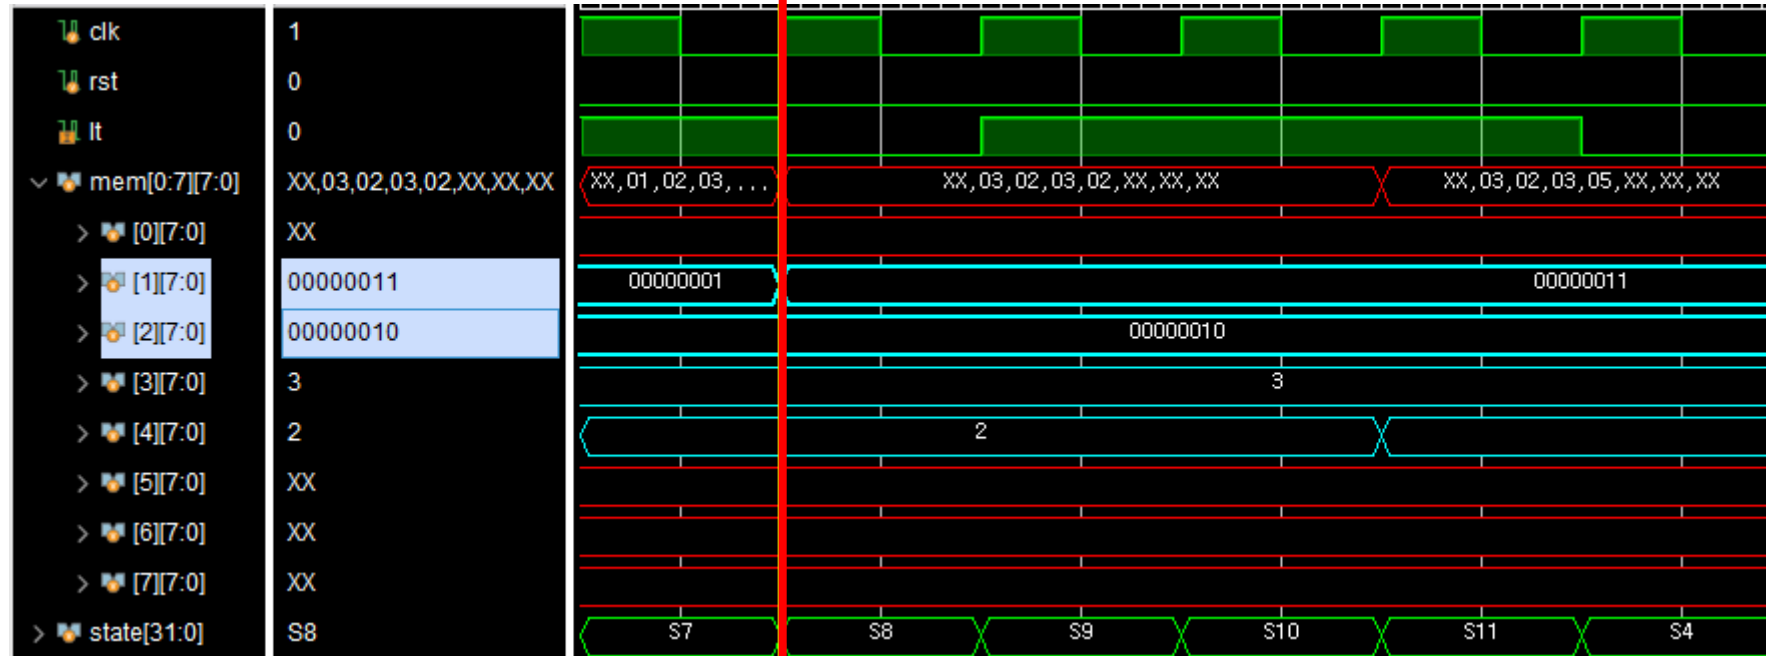 clk 1
rst 0
lt 0
mem[0:7][7:0] XX,03,02,03,02,XX,XX,XX XX,01,02,03,... XX,03,02,03,02,XX,XX,XX XX,03,02,03,05,XX,XX,XX
[0][7:0] XX
[1][7:0] 00000011 00000001 00000011
[2][7:0] 00000010 00000010
[3][7:0] 3 3
[4][7:0] 2 2
[5][7:0] XX
[6][7:0] XX
[7][7:0] XX
state[31:0] S8 S7 S8 S9 S10 S11 S4